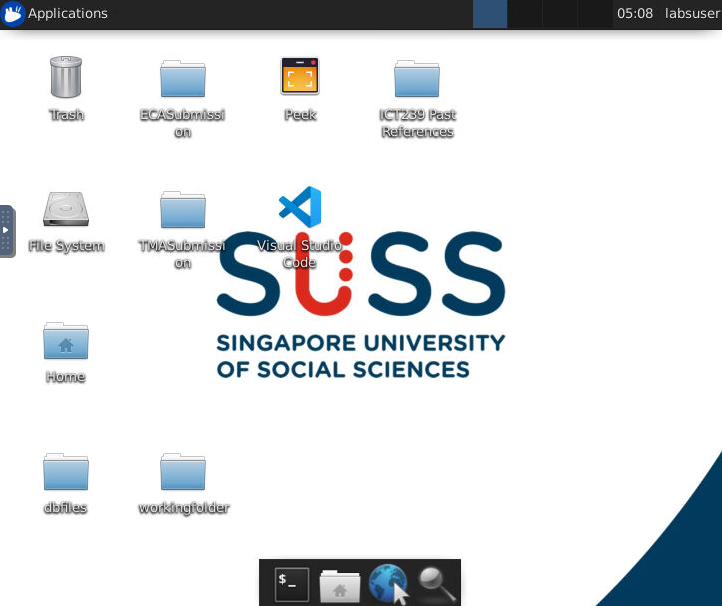 Applications
05:08 labsuser
Trash
ECASubmissi
on
Peek
ICT239 Past
References
File System
TMASubmissi
on
Visual Studio
Code
SUSS
SINGAPORE UNIVERSITY
OF SOCIAL SCIENCES
Home
dbfiles
workingfolder
$_